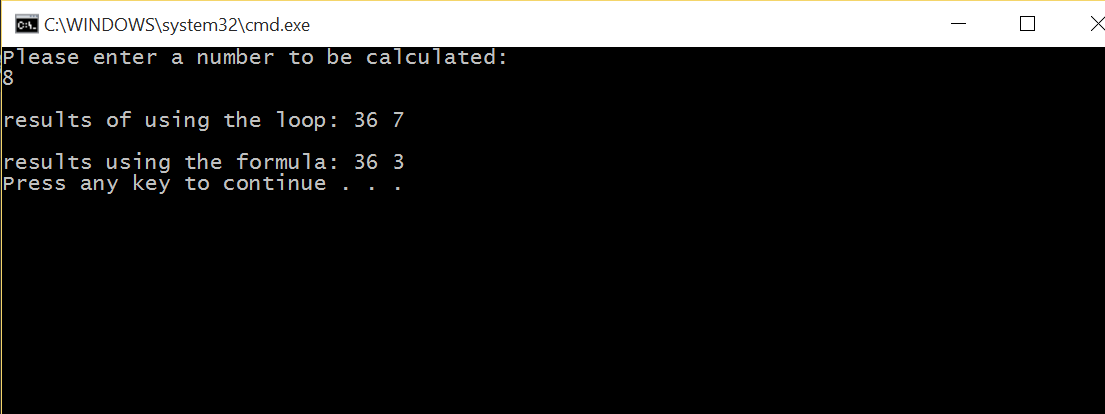 C:\WINDOWS\system32\cmd.exe
Please enter a number to be calculated:
8
results of using the loop: 36 7
results using the formula: 36 3
Press any key to continue . . .